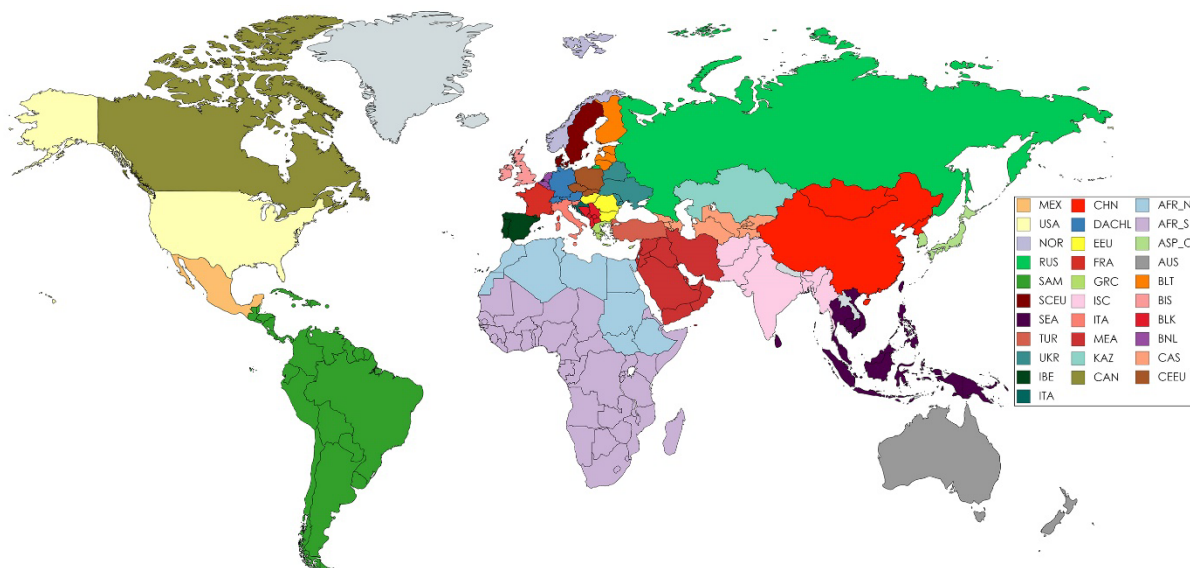 MEX CHN AFR_N
USA DACHL AFR_S
NOR EEU ASP_O
RUS FRA AUS
SAM GRC BLT
SCEU ISC BIS
SEA ITA BLK
TUR MEA BNL
UKR KAZ CAS
IBE CAN CEEU
ITA